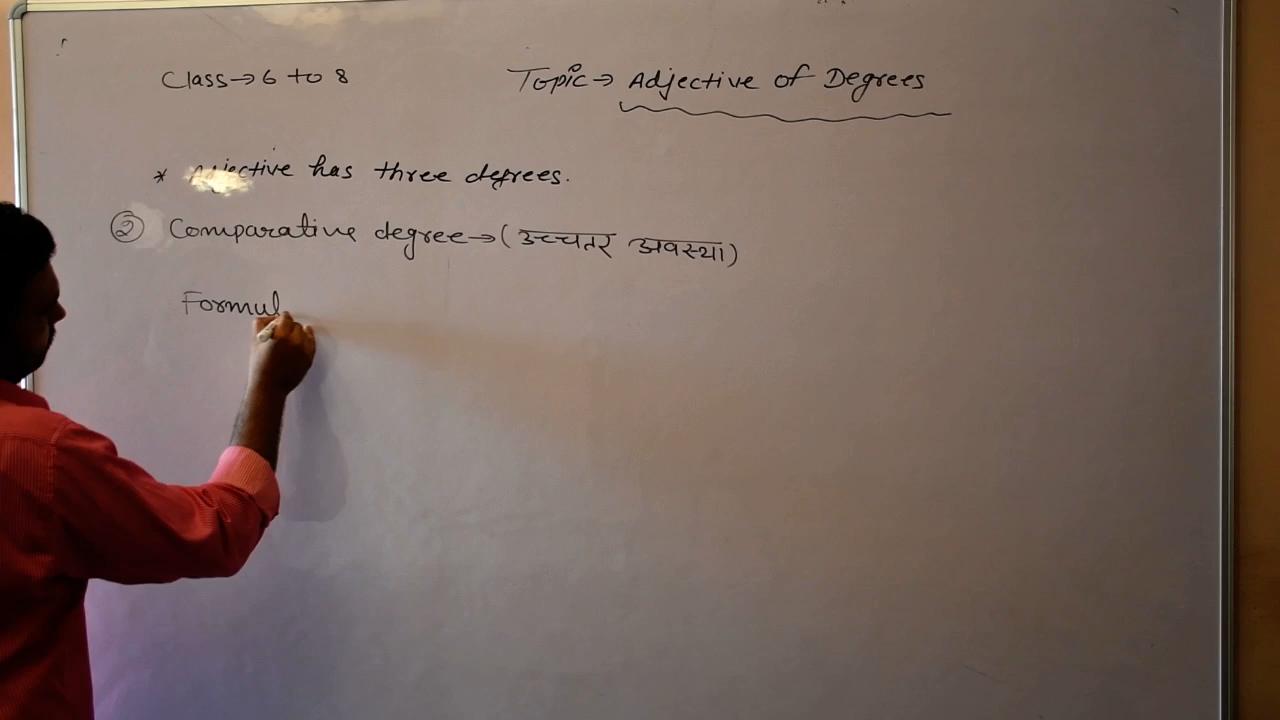 Class→6 to 8
Topic→ Adjective of Degrees
* Adjective has three degrees.
② Comparative degree→(उच्चतर अवस्था)
Formul